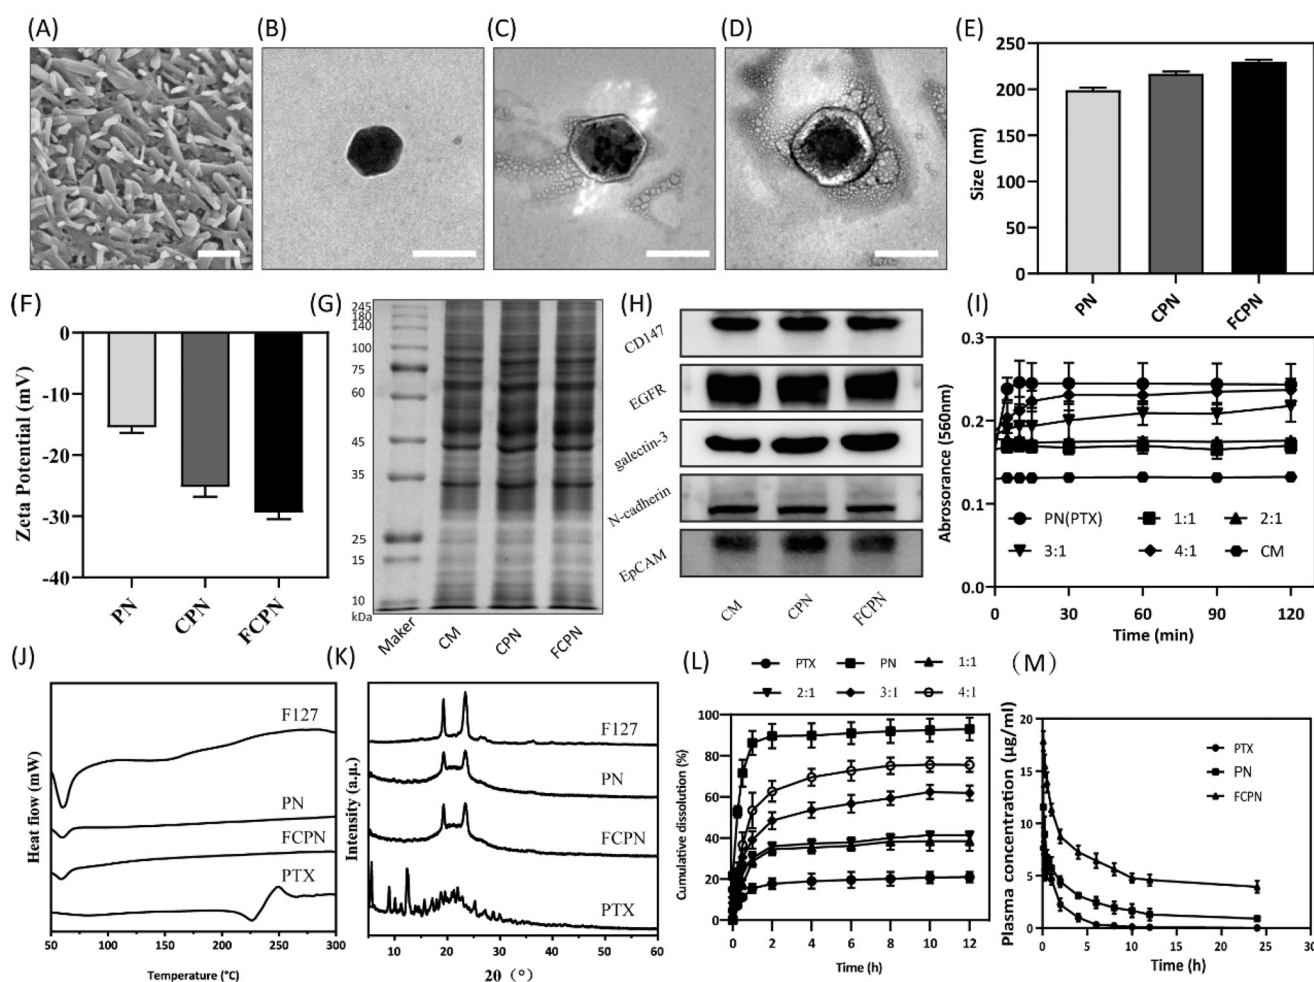 (A)
(B)
(C)
(D)
(E)
250
200
150
100
50
0
Size (nm)
PN
CPN
FCPN
(F)
0
-10
-20
-30
-40
Zeta Potential (mV)
PN
CPN
FCPN
(G)
245
180
140
100
75
60
45
35
25
15
10
kDa
Maker
CM
CPN
FCPN
(H)
CD147
EGFR
galectin-3
N-cadherin
EpCAM
CM
CPN
FCPN
(I)
0.3
0.2
0.1
0.0
Abrosorance (560nm)
PN(PTX)
1:1
2:1
3:1
4:1
CM
0
30
60
90
120
Time (min)
(J)
Heat flow (mW)
F127
PN
FCPN
PTX
50
100
150
200
250
300
Temperature (°C)
(K)
Intensity (a.μ.)
F127
PN
FCPN
PTX
10
20
30
40
50
60
2θ (°)
(L)
PTX
PN
1:1
2:1
3:1
4:1
100
80
60
40
20
0
Cumulative dissolution (%)
0
2
4
6
8
10
12
Time (h)
(M)
20
15
10
5
0
Plasma concentration (μg/ml)
PTX
PN
FCPN
0
5
10
15
20
25
30
Time (h)